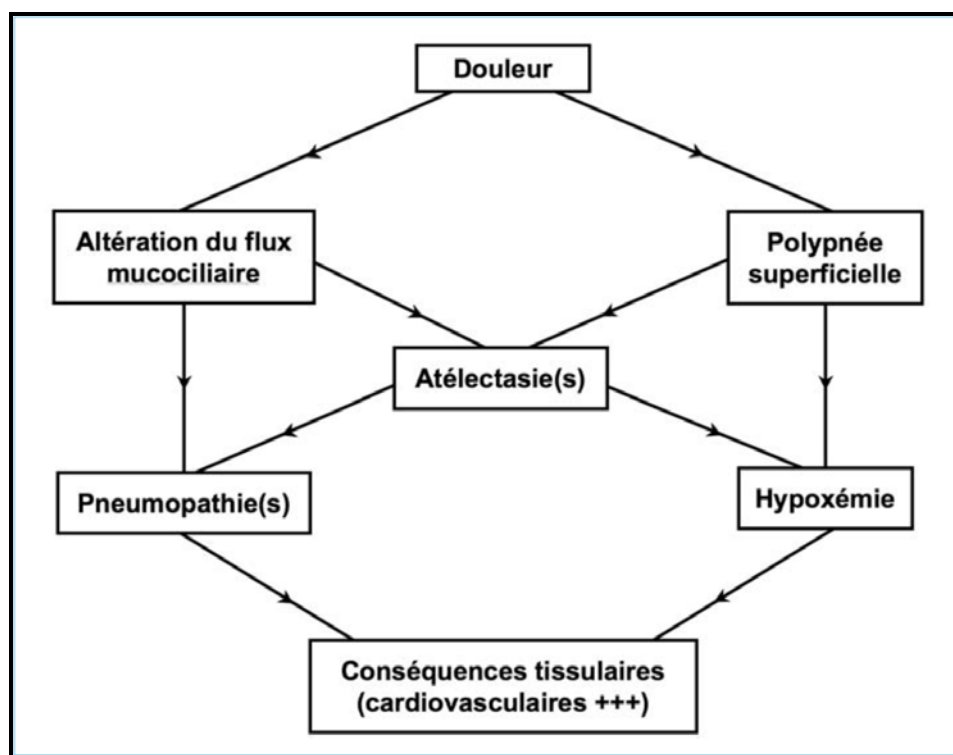 Douleur
Altération du flux
mucociliaire
Polypnée
superficielle
Atélectasie(s)
Pneumopathie(s)
Hypoxémie
Conséquences tissulaires
(cardiovasculaires +++)